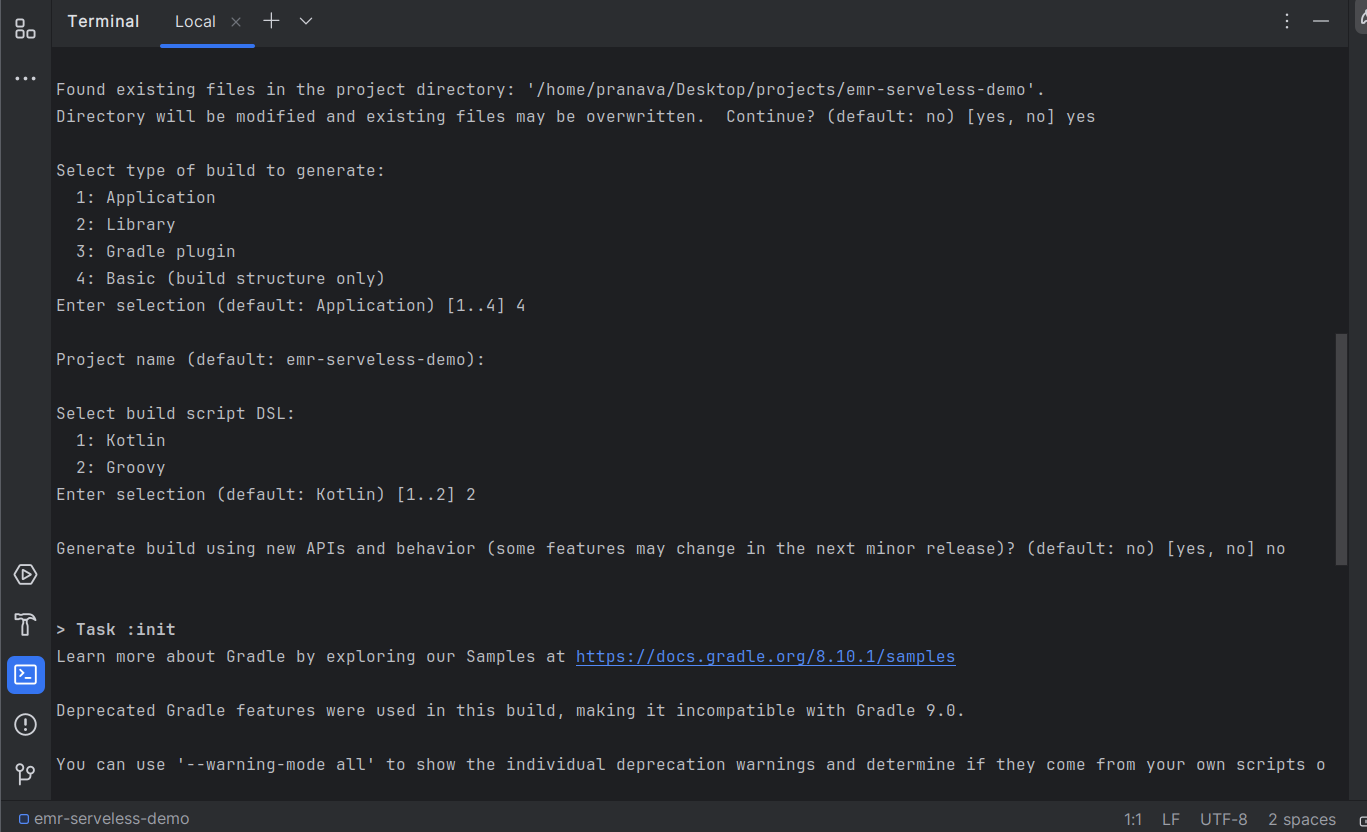 Terminal
Local
Found existing files in the project directory: '/home/pranava/Desktop/projects/emr-serveless-demo'.
Directory will be modified and existing files may be overwritten.  Continue? (default: no) [yes, no] yes
Select type of build to generate:
1: Application
2: Library
3: Gradle plugin
4: Basic (build structure only)
Enter selection (default: Application) [1..4] 4
Project name (default: emr-serveless-demo):
Select build script DSL:
1: Kotlin
2: Groovy
Enter selection (default: Kotlin) [1..2] 2
Generate build using new APIs and behavior (some features may change in the next minor release)? (default: no) [yes, no] no
> Task :init
Learn more about Gradle by exploring our Samples at https://docs.gradle.org/8.10.1/samples
Deprecated Gradle features were used in this build, making it incompatible with Gradle 9.0.
You can use '--warning-mode all' to show the individual deprecation warnings and determine if they come from your own scripts o
emr-serveless-demo
1:1 LF UTF-8 2 spaces